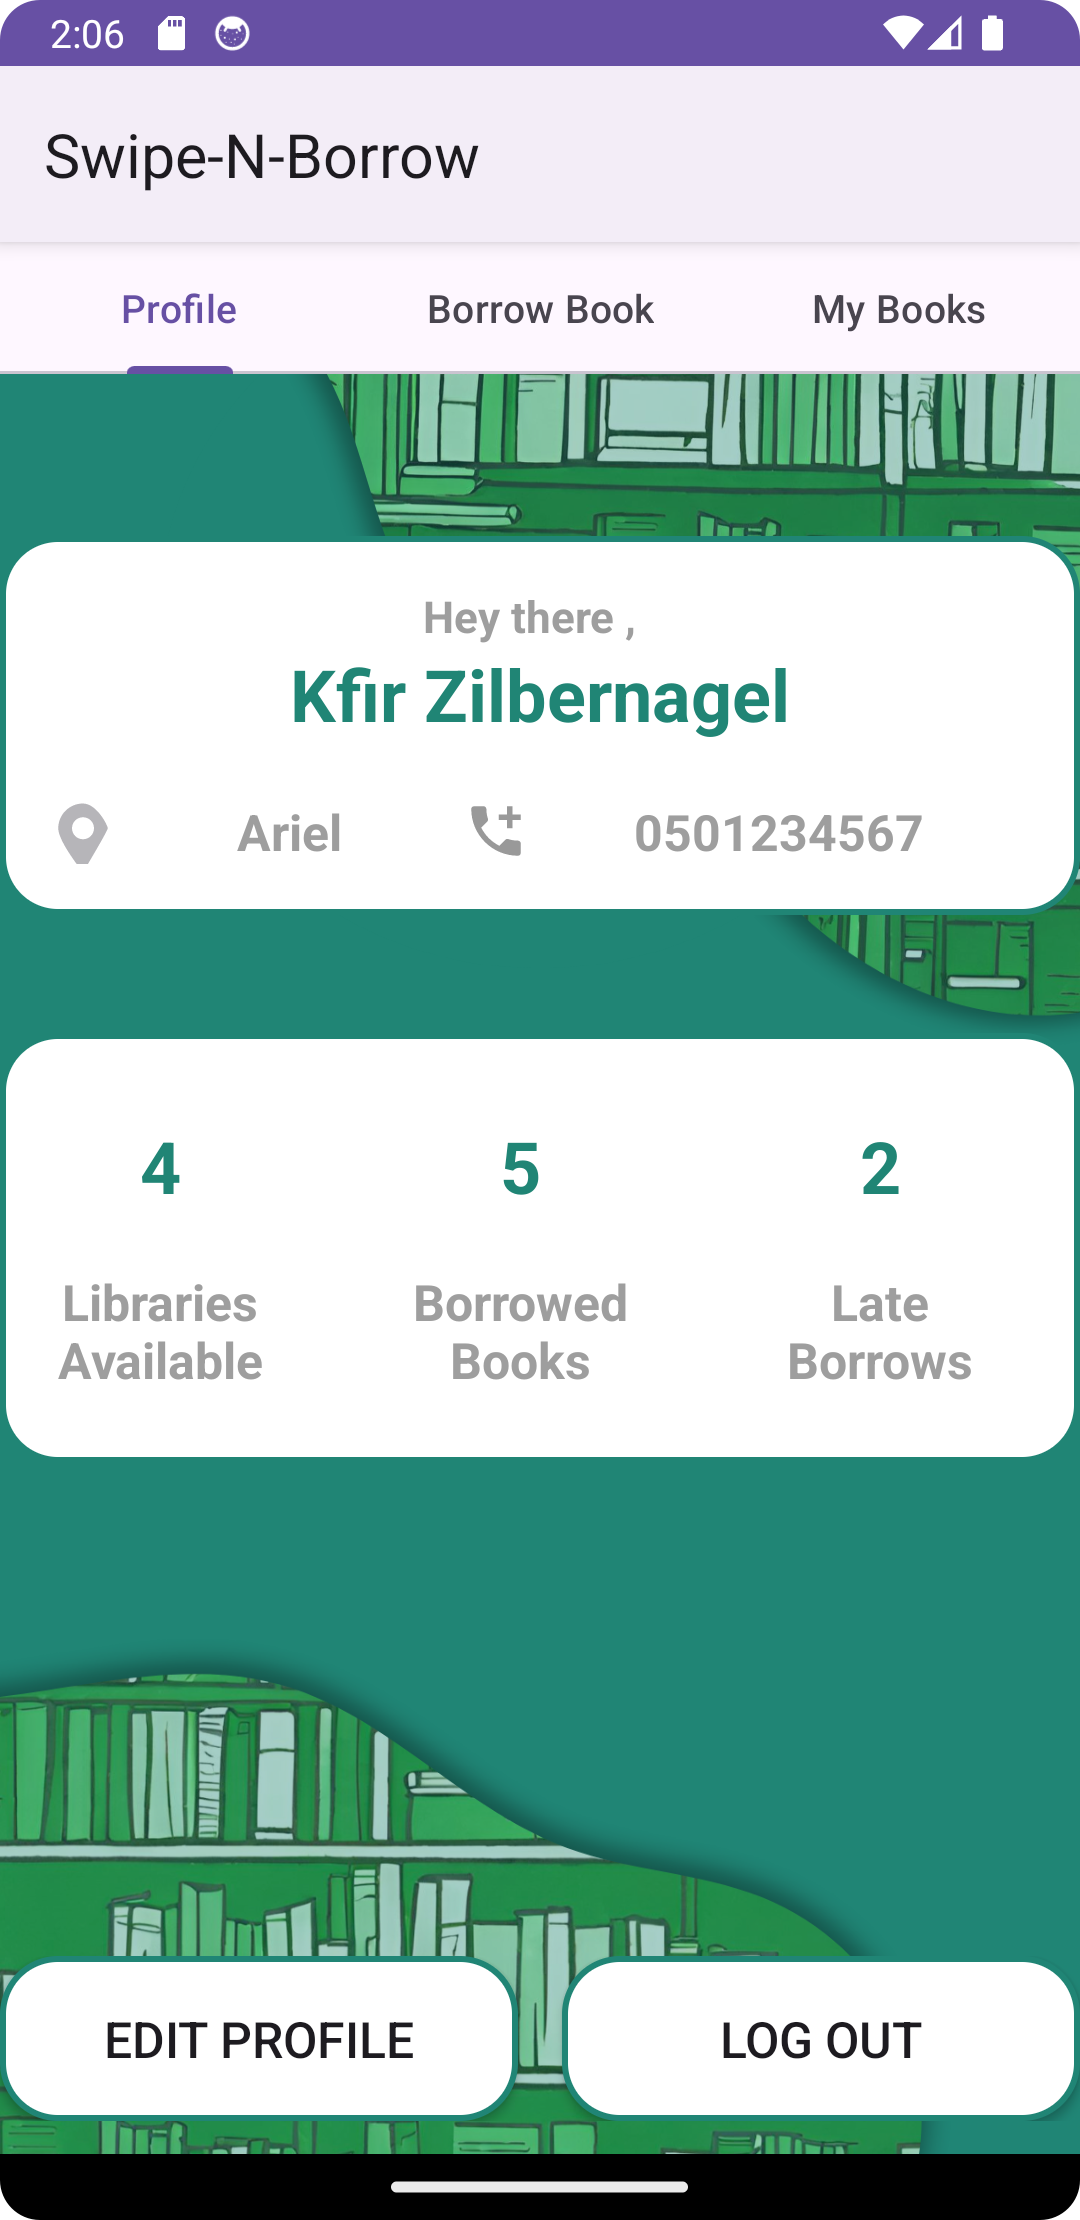 2:06
Swipe-N-Borrow
Profile
Borrow Book
My Books
Hey there ,
Kfir Zilbernagel
Ariel
0501234567
4
5
2
Libraries
Available
Borrowed
Books
Late
Borrows
EDIT PROFILE
LOG OUT